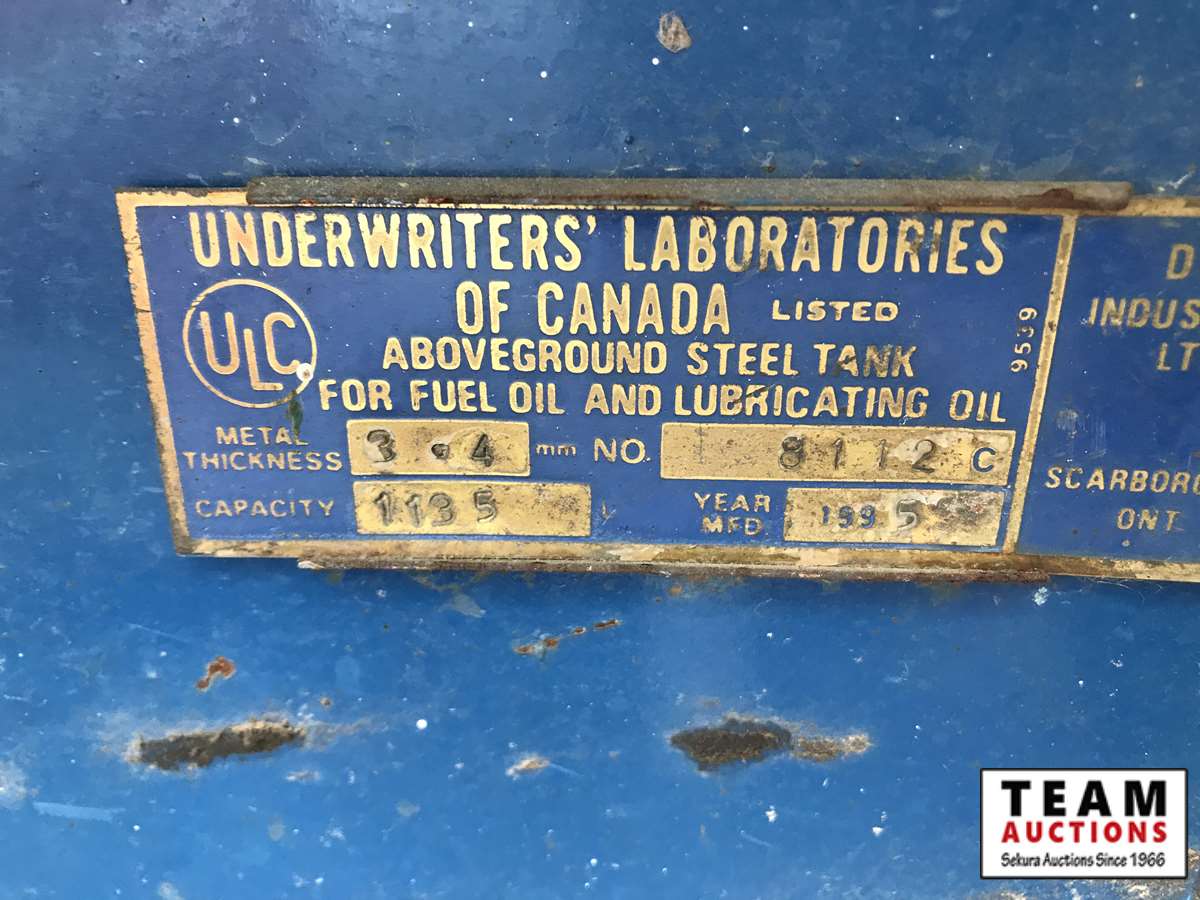 UNDERWRITERS' LABORATORIES
OF CANADA LISTED
ULC
ABOVEGROUND STEEL TANK
FOR FUEL OIL AND LUBRICATING OIL
METAL THICKNESS 3.4 mm NO. 8112 C
CAPACITY 1135 L YEAR MFD 1995
9539
D
INDUS
LT
SCARBORO
ONT
TEAM
AUCTIONS
Sekura Auctions Since 1966